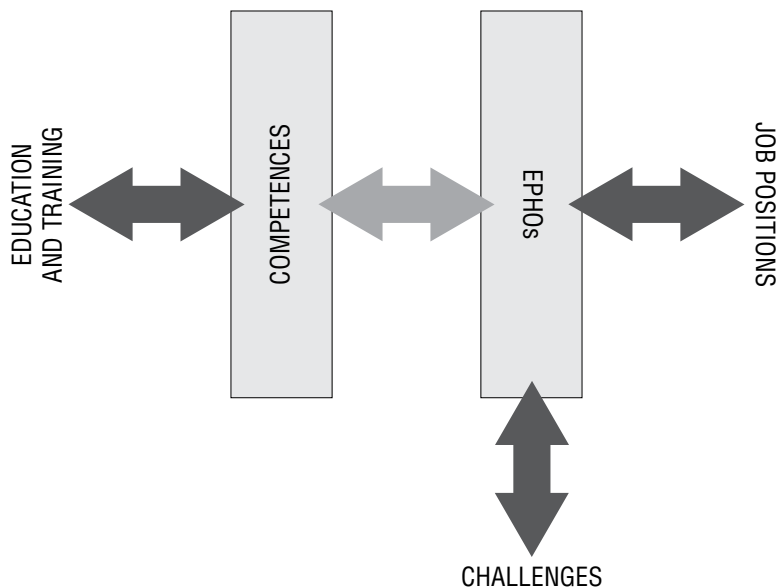 EDUCATION
AND TRAINING
COMPETENCES
EPHOs
JOB POSITIONS
CHALLENGES